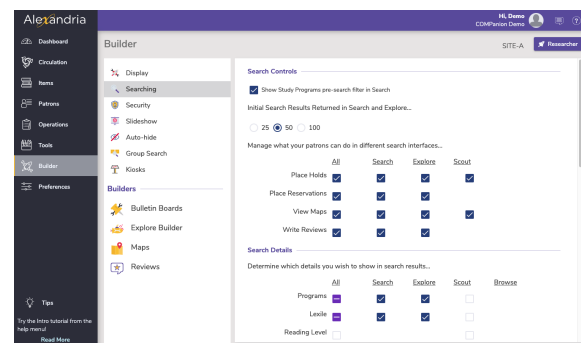 Alexandria
Hi, Demo
COMPanion Demo
Dashboard
Circulation
Items
Patrons
Operations
Tools
Builder
Preferences
Tips
Try the Intro tutorial from the
help menu!
Read More
Builder
SITE-A
Researcher
Display
Searching
Security
Slideshow
Auto-hide
Group Search
Kiosks
Builders
Bulletin Boards
Explore Builder
Maps
Reviews
Search Controls
Show Study Programs pre-search filter in Search
Initial Search Results Returned in Search and Explore...
25 50 100
Manage what your patrons can do in different search interfaces...
All Search Explore Scout
Place Holds
Place Reservations
View Maps
Write Reviews
Search Details
Determine which details you wish to show in search results...
All Search Explore Scout Browse
Programs
Lexile
Reading Level